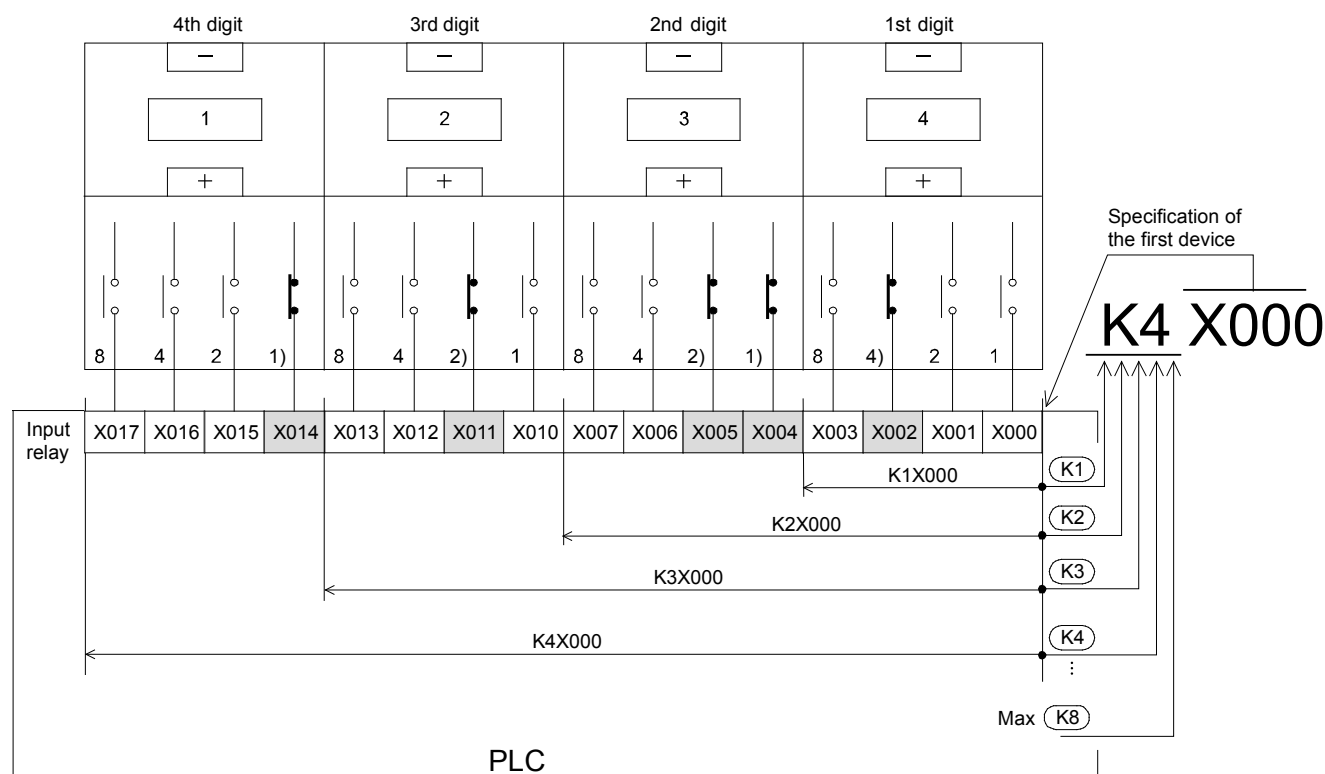 4th digit 3rd digit 2nd digit 1st digit
− − − −
1 2 3 4
+ + + +
Specification of
the first device
K4 X000
8 4 2 1) 8 4 2) 1 8 4 2) 1) 8 4) 2 1
Input
relay
X017 X016 X015 X014 X013 X012 X011 X010 X007 X006 X005 X004 X003 X002 X001 X000
K1X000 K1
K2X000 K2
K3X000 K3
K4X000 K4
⋮
Max K8
PLC